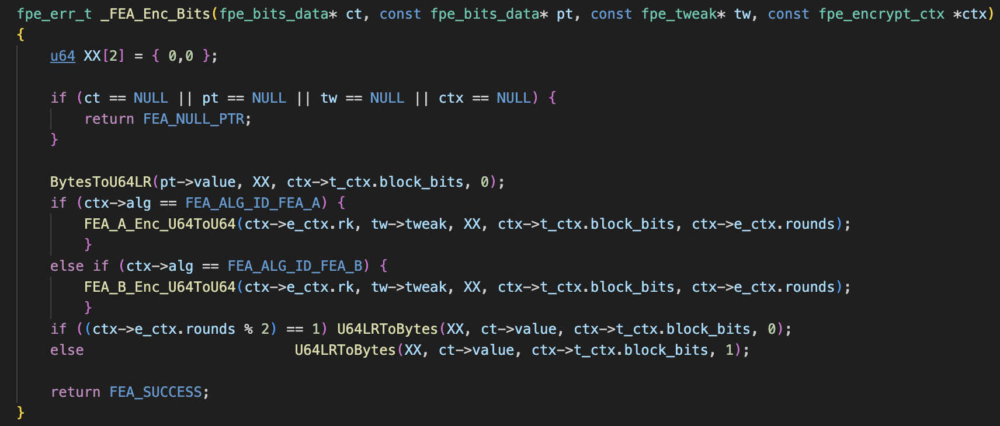 fpe_err_t _FEA_Enc_Bits(fpe_bits_data* ct, const fpe_bits_data* pt, const fpe_tweak* tw, const fpe_encrypt_ctx *ctx)
{
    u64 XX[2] = { 0,0 };

    if (ct == NULL || pt == NULL || tw == NULL || ctx == NULL) {
        return FEA_NULL_PTR;
    }

    BytesToU64LR(pt->value, XX, ctx->t_ctx.block_bits, 0);
    if (ctx->alg == FEA_ALG_ID_FEA_A) {
        FEA_A_Enc_U64ToU64(ctx->e_ctx.rk, tw->tweak, XX, ctx->t_ctx.block_bits, ctx->e_ctx.rounds);
        }
    else if (ctx->alg == FEA_ALG_ID_FEA_B) {
        FEA_B_Enc_U64ToU64(ctx->e_ctx.rk, tw->tweak, XX, ctx->t_ctx.block_bits, ctx->e_ctx.rounds);
        }
    if ((ctx->e_ctx.rounds % 2) == 1) U64LRToBytes(XX, ct->value, ctx->t_ctx.block_bits, 0);
    else                         U64LRToBytes(XX, ct->value, ctx->t_ctx.block_bits, 1);

    return FEA_SUCCESS;
}